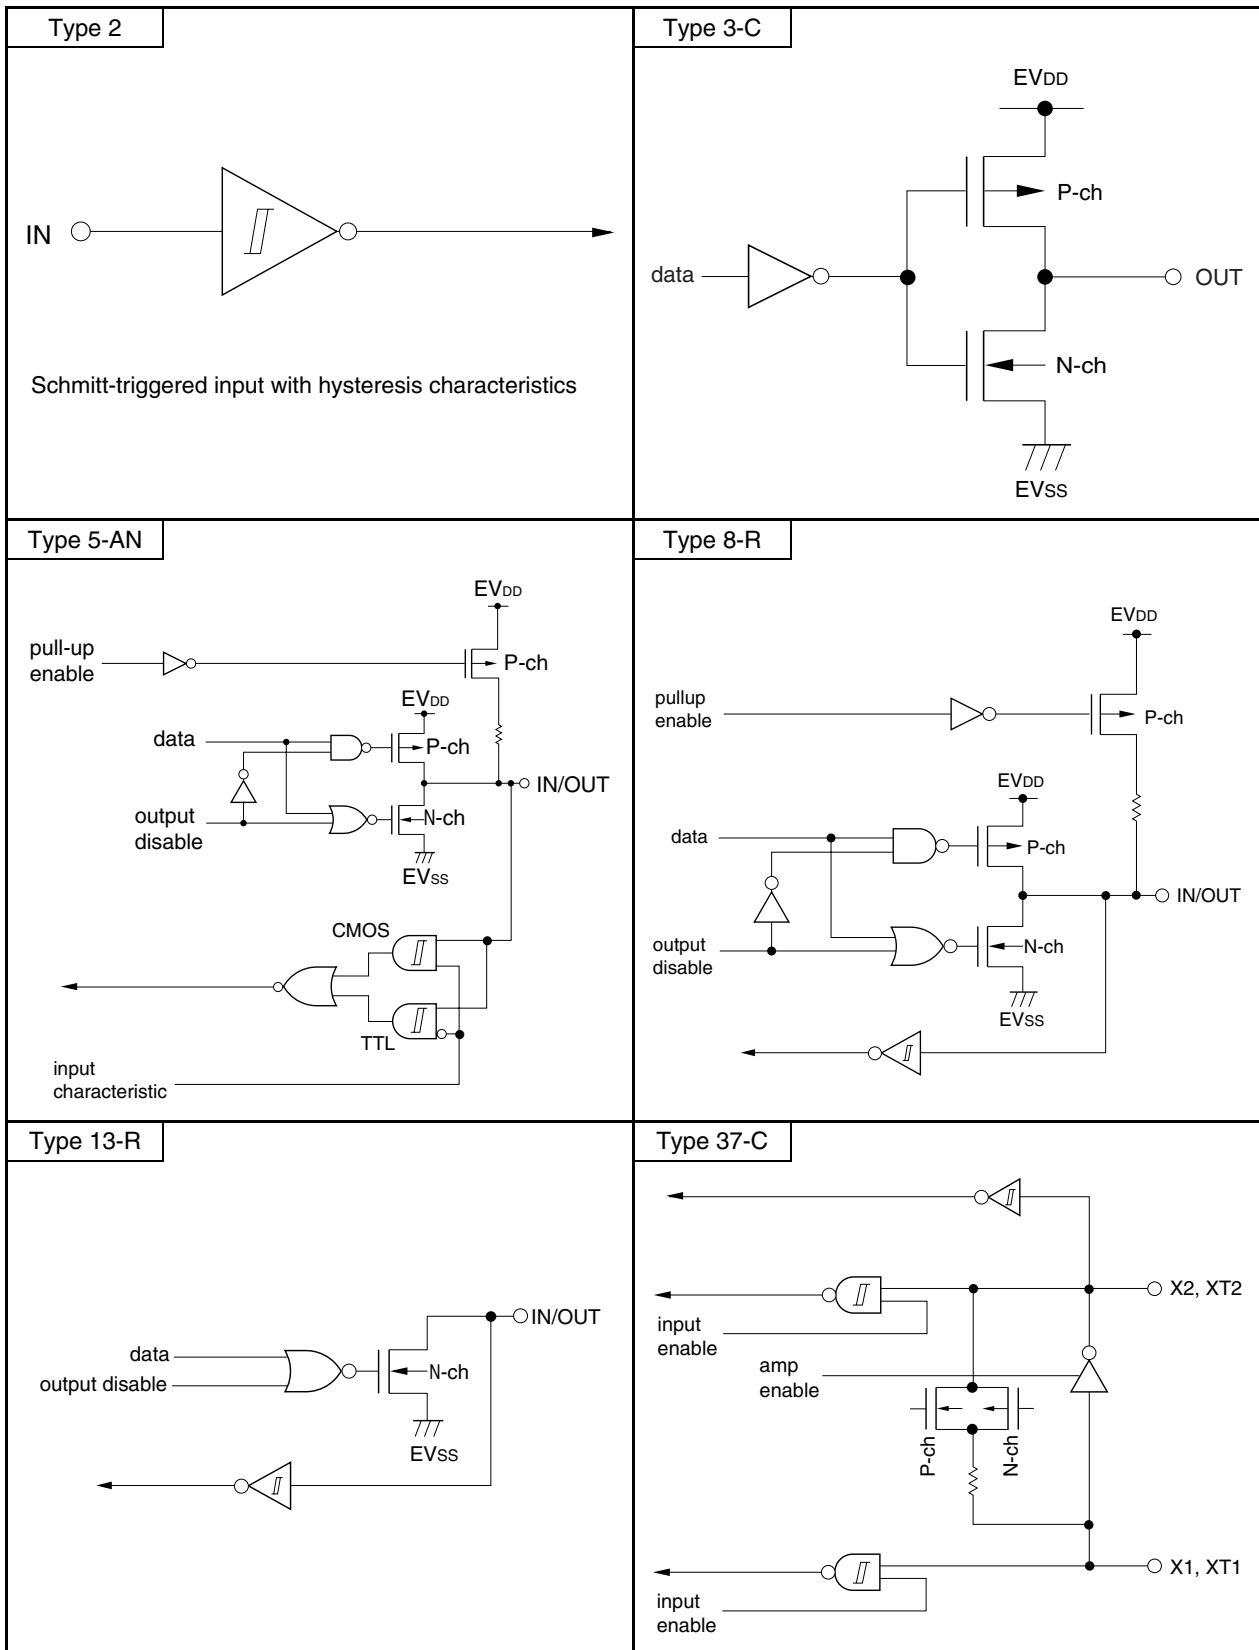 Type 2
IN
Schmitt-triggered input with hysteresis characteristics
Type 3-C
EVDD
P-ch
data
OUT
N-ch
EVSS
Type 5-AN
EVDD
pull-up
enable
P-ch
EVDD
data
P-ch
IN/OUT
output
disable
N-ch
EVSS
CMOS
TTL
input
characteristic
Type 8-R
EVDD
pullup
enable
P-ch
EVDD
data
P-ch
IN/OUT
output
disable
N-ch
EVSS
Type 13-R
IN/OUT
data
N-ch
output disable
EVSS
Type 37-C
X2, XT2
input
enable
amp
enable
P-ch
N-ch
X1, XT1
input
enable